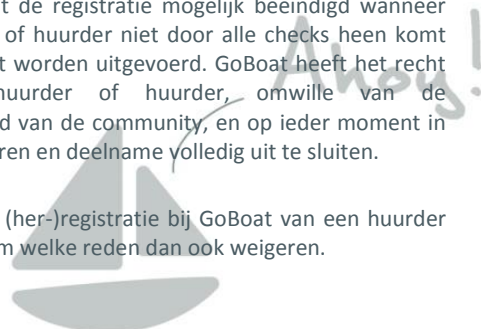 t de registratie mogelijk beëindigd wanneer
of huurder niet door alle checks heen komt
t worden uitgevoerd. GoBoat heeft het recht
huurder of huurder, omwille van de
d van de community, en op ieder moment in
ren en deelname volledig uit te sluiten.
(her-)registratie bij GoBoat van een huurder
m welke reden dan ook weigeren.
Ahoy!